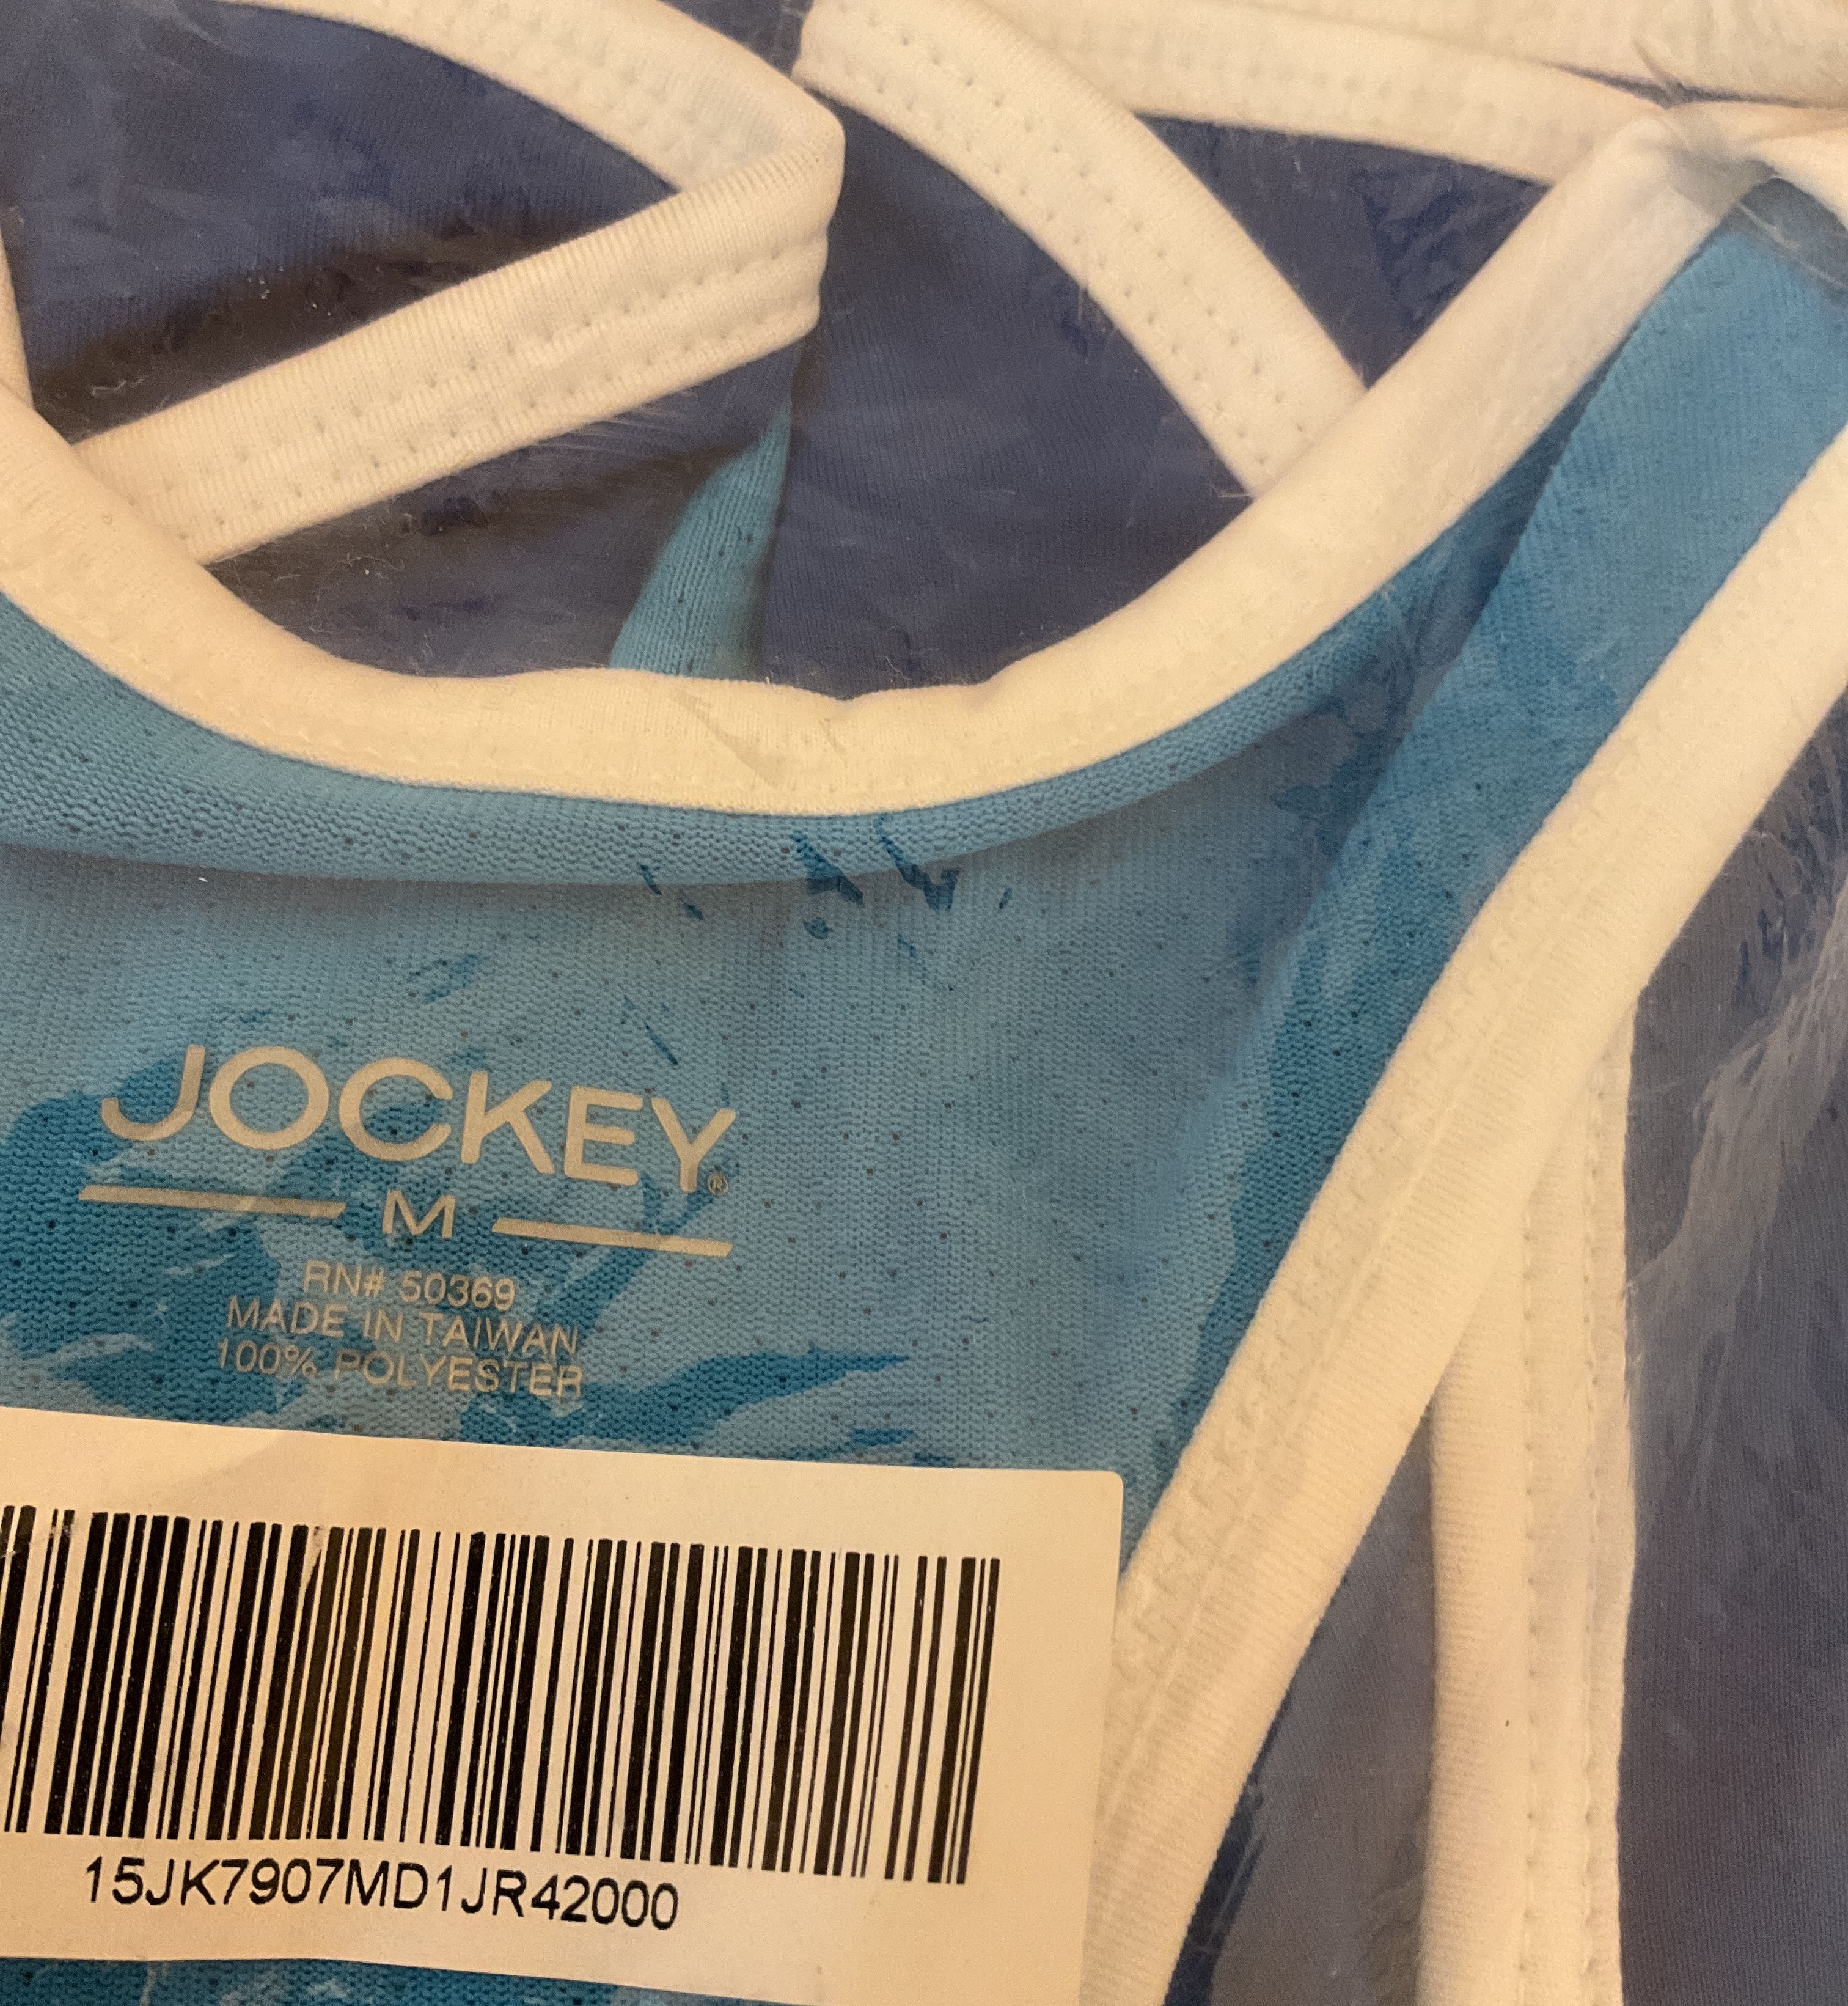 JOCKEY®
M
RN# 50369
MADE IN TAIWAN
100% POLYESTER
15JK7907MD1JR42000